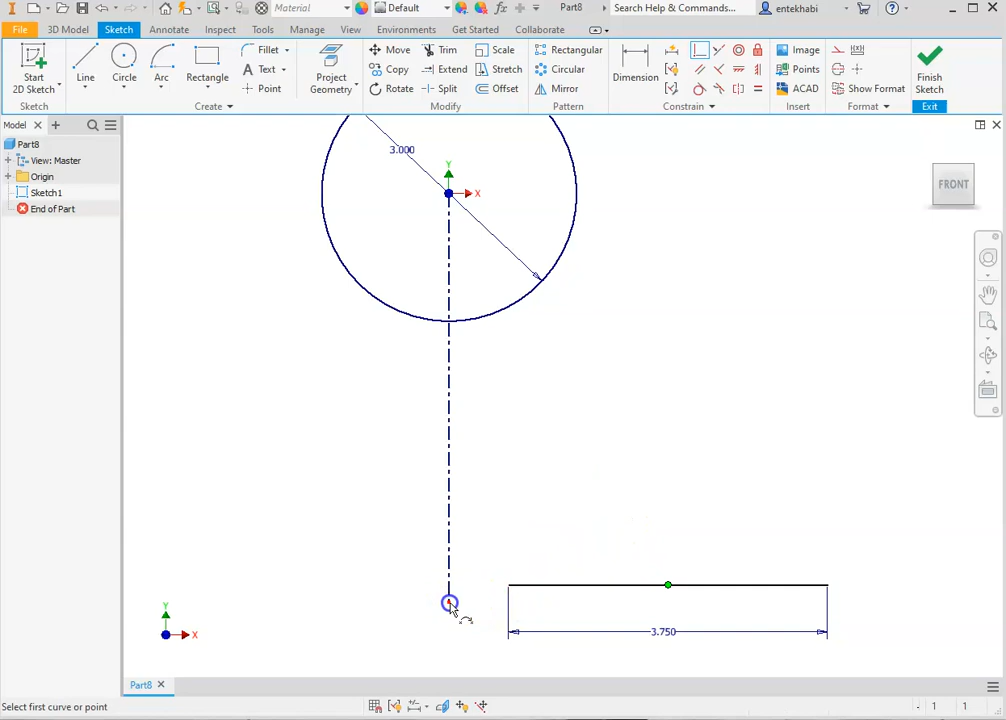 Material
Default
Part8
Search Help & Commands...
entekhabi
File
3D Model
Sketch
Annotate
Inspect
Tools
Manage
View
Environments
Get Started
Collaborate
Start
2D Sketch
Line
Circle
Arc
Rectangle
Fillet
Text
Point
Project
Geometry
Move
Copy
Rotate
Trim
Extend
Split
Scale
Stretch
Offset
Rectangular
Circular
Mirror
Dimension
Image
Points
ACAD
Show Format
Finish
Sketch
Sketch
Create
Modify
Pattern
Constrain
Insert
Format
Exit
Model
Part8
View: Master
Origin
Sketch1
End of Part
3.000
Y
X
FRONT
3.750
Y
X
Part8
Select first curve or point
1 1